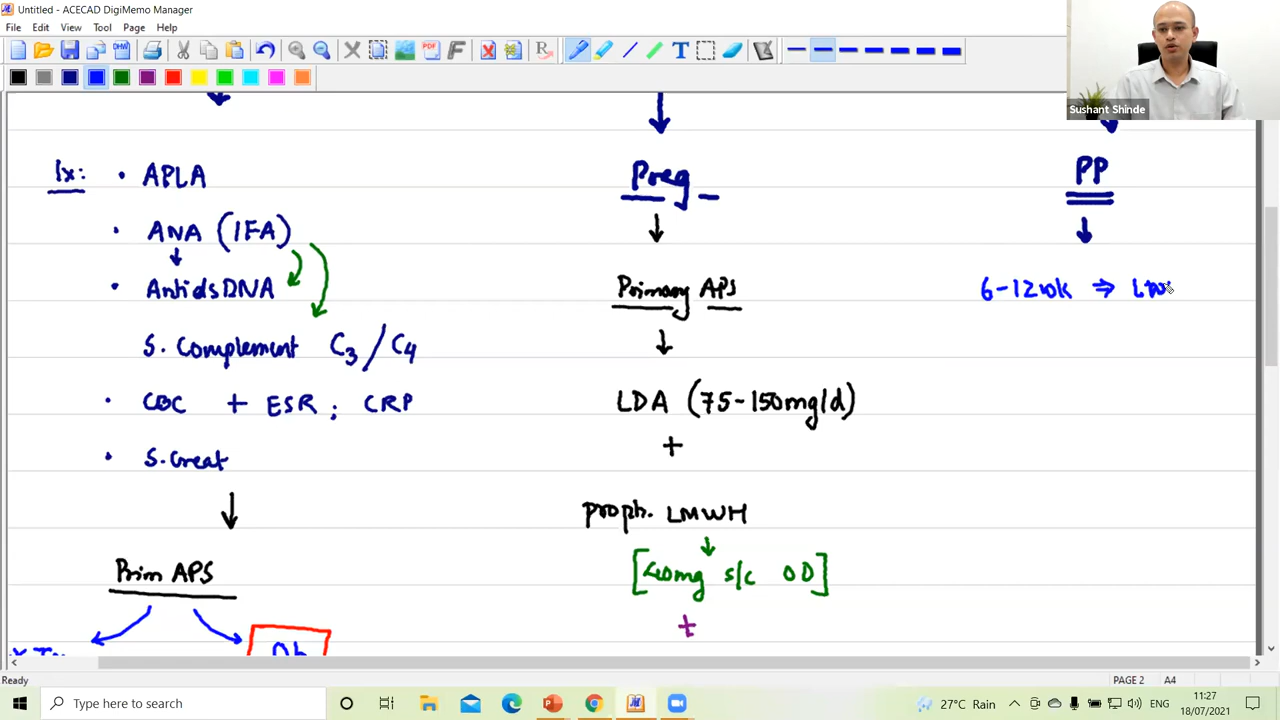 Untitled - ACECAD DigiMemo Manager
File Edit View Tool Page Help
Sushant Shinde
Ix: • APLA
• ANA (IFA)
• AntidsDNA
S. Complement C3/C4
• CBC + ESR ; CRP
• S.Creat
Prim APS
Preg
Primary APS
LDA (75-150mg/d)
+
proph. LMWH
[40mg s/c OD]
+
PP
6-12wk ⇒
Ready
PAGE 2 A4
Type here to search
27°C Rain
ENG
11:27
18/07/2021